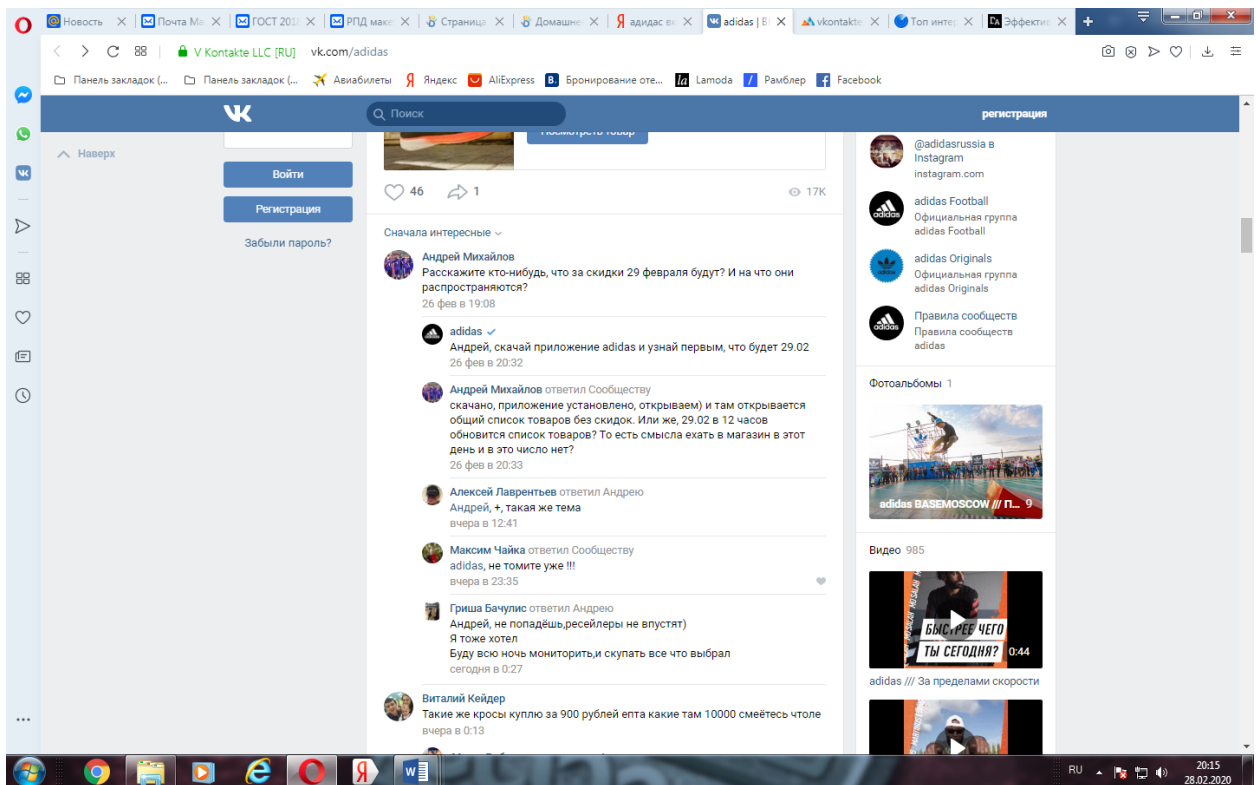 Новость
Почта Ма
ГОСТ 201
РПД маке
Страница
Домашне
адидас вк
adidas | В
vkontakte
Топ интер
Эффектив
V Kontakte LLC [RU] vk.com/adidas
Панель закладок (...
Панель закладок (...
Авиабилеты
Яндекс
AliExpress
Бронирование оте...
Lamoda
Рамблер
Facebook
Поиск
регистрация
Наверх
Войти
Регистрация
Забыли пароль?
Посмотреть товар
46
1
17K
Сначала интересные
Андрей Михайлов
Расскажите кто-нибудь, что за скидки 29 февраля будут? И на что они
распространяются?
26 фев в 19:08
adidas
Андрей, скачай приложение adidas и узнай первым, что будет 29.02
26 фев в 20:32
Андрей Михайлов ответил Сообществу
скачано, приложение установлено, открываем) и там открывается
общий список товаров без скидок. Или же, 29.02 в 12 часов
обновится список товаров? То есть смысла ехать в магазин в этот
день и в это число нет?
26 фев в 20:33
Алексей Лаврентьев ответил Андрею
Андрей, +, такая же тема
вчера в 12:41
Максим Чайка ответил Сообществу
adidas, не томите уже !!!
вчера в 23:35
Гриша Бачулис ответил Андрею
Андрей, не попадёшь,ресейлеры не впустят)
Я тоже хотел
Буду всю ночь мониторить,и скупать все что выбрал
сегодня в 0:27
Виталий Кейдер
Такие же кросы куплю за 900 рублей епта какие там 10000 смеётесь чтоле
вчера в 0:13
@adidasrussia в
Instagram
instagram.com
adidas Football
Официальная группа
adidas Football
adidas Originals
Официальная группа
adidas Originals
Правила сообществ
Правила сообществ
adidas
Фотоальбомы 1
adidas BASEMOSCOW /// П... 9
Видео 985
БЫСТРЕЕ ЧЕГО
ТЫ СЕГОДНЯ?
0:44
adidas /// За пределами скорости
RU
20:15
28.02.2020